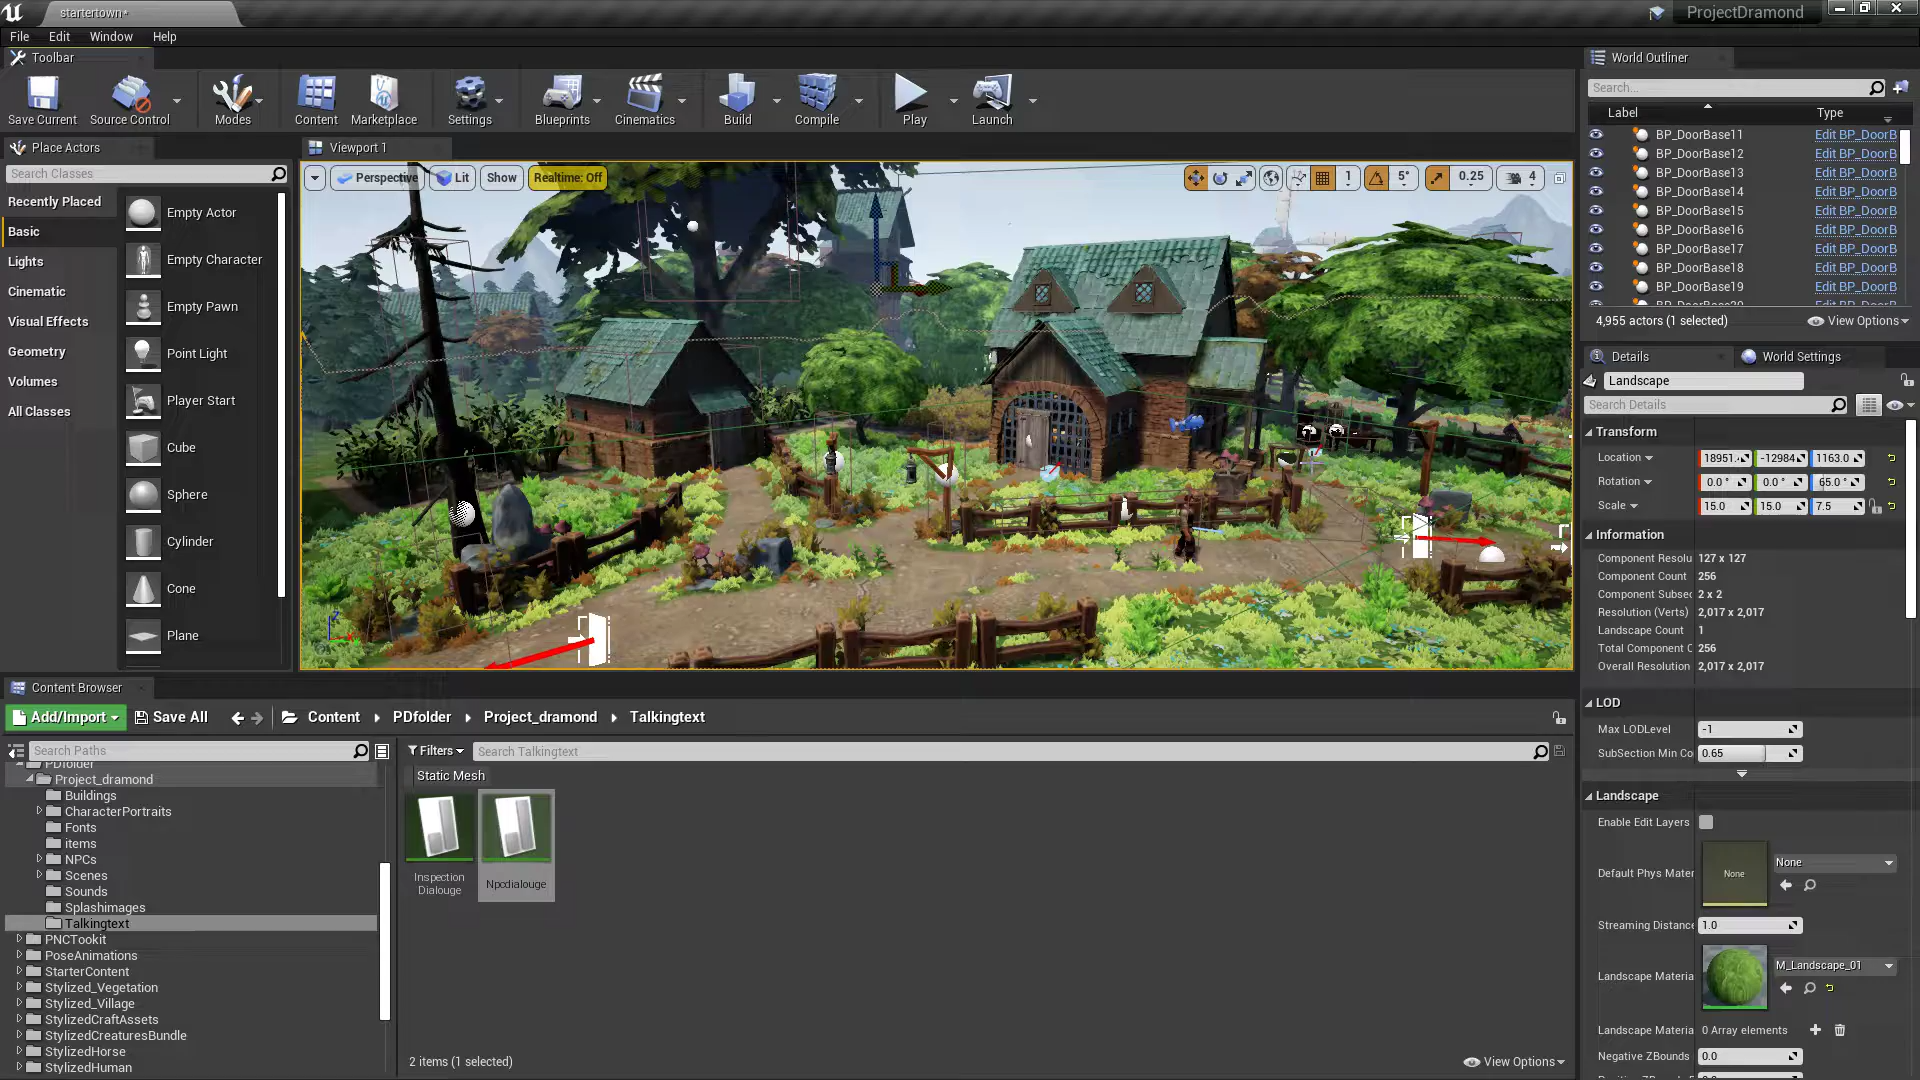 startertown*
ProjectDramond
File Edit Window Help
Toolbar
Save Current
Source Control
Modes
Content
Marketplace
Settings
Blueprints
Cinematics
Build
Compile
Play
Launch
Place Actors
Search Classes
Recently Placed
Basic
Lights
Cinematic
Visual Effects
Geometry
Volumes
All Classes
Empty Actor
Empty Character
Empty Pawn
Point Light
Player Start
Cube
Sphere
Cylinder
Cone
Plane
Viewport 1
Perspective Lit Show Realtime: Off
1 5° 0.25 4
World Outliner
Search...
Label Type
BP_DoorBase11 Edit BP_DoorB
BP_DoorBase12 Edit BP_DoorB
BP_DoorBase13 Edit BP_DoorB
BP_DoorBase14 Edit BP_DoorB
BP_DoorBase15 Edit BP_DoorB
BP_DoorBase16 Edit BP_DoorB
BP_DoorBase17 Edit BP_DoorB
BP_DoorBase18 Edit BP_DoorB
BP_DoorBase19 Edit BP_DoorB
4,955 actors (1 selected) View Options
Details World Settings
Landscape
Search Details
Transform
Location 18951. -12984 1163.0
Rotation 0.0° 0.0° 65.0°
Scale 15.0 15.0 7.5
Information
Component Resolu 127 x 127
Component Count 256
Component Subsec 2 x 2
Resolution (Verts) 2,017 x 2,017
Landscape Count 1
Total Component C 256
Overall Resolution 2,017 x 2,017
LOD
Max LODLevel -1
SubSection Min Co 0.65
Landscape
Enable Edit Layers
Default Phys Mater None None
Streaming Distance 1.0
Landscape Materia M_Landscape_01
Landscape Materia 0 Array elements
Negative ZBounds 0.0
Content Browser
Add/Import Save All Content PDfolder Project_dramond Talkingtext
Search Paths
PDfolder
Project_dramond
Buildings
CharacterPortraits
Fonts
items
NPCs
Scenes
Sounds
Splashimages
Talkingtext
PNCTookit
PoseAnimations
StarterContent
Stylized_Vegetation
Stylized_Village
StylizedCraftAssets
StylizedCreaturesBundle
StylizedHorse
StylizedHuman
Filters Search Talkingtext
Static Mesh
Inspection
Dialouge
Npcdialouge
2 items (1 selected)
View Options